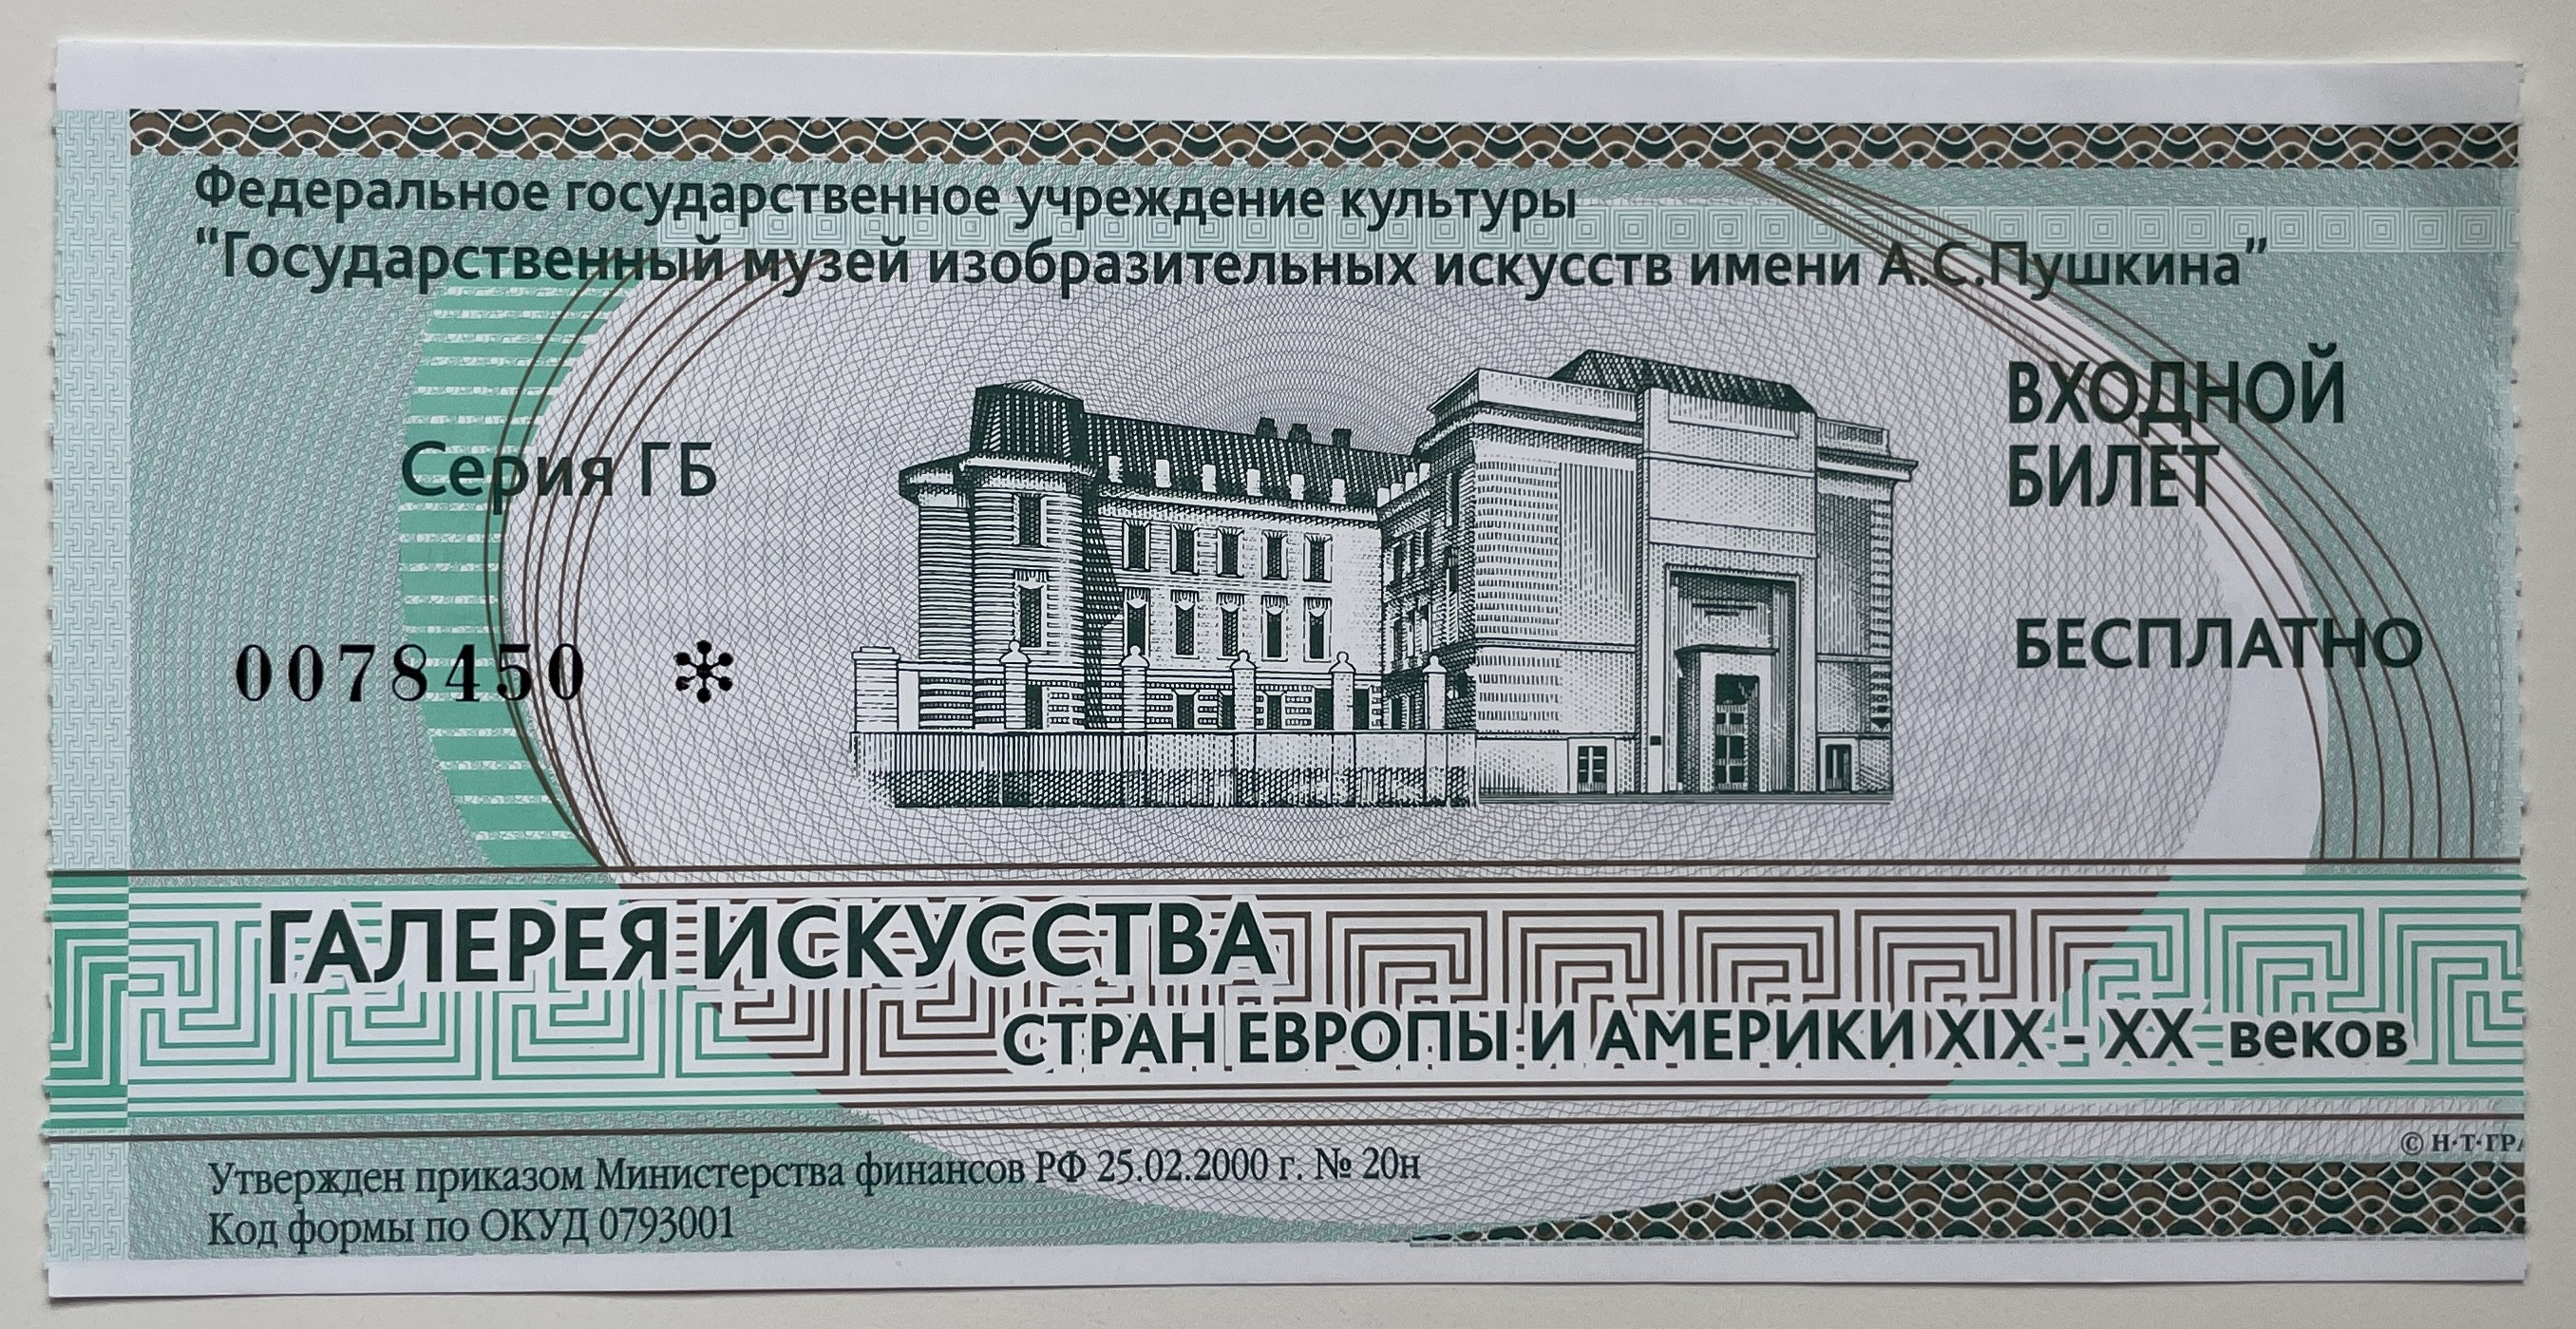 Федеральное государственное учреждение культуры
“Государственный музей изобразительных искусств имени А.С.Пушкина”
ВХОДНОЙ
БИЛЕТ
Серия ГБ
БЕСПЛАТНО
0078450
ГАЛЕРЕЯ ИСКУССТВА
СТРАН ЕВРОПЫ И АМЕРИКИ XIX - XX веков
© Н·Т·ГРА
Утвержден приказом Министерства финансов РФ 25.02.2000 г. № 20н
Код формы по ОКУД 0793001